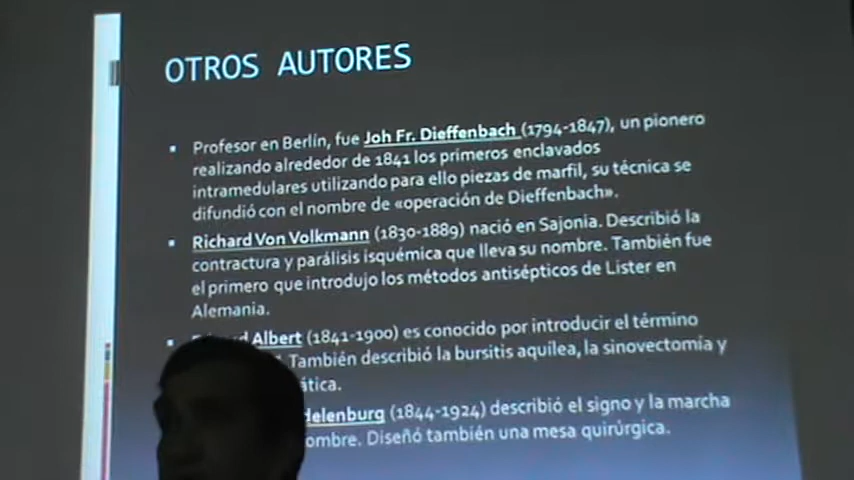 OTROS AUTORES
▪ Profesor en Berlín, fue Joh Fr. Dieffenbach (1794-1847), un pionero
realizando alrededor de 1841 los primeros enclavados
intramedulares utilizando para ello piezas de marfil, su técnica se
difundió con el nombre de «operación de Dieffenbach».
▪ Richard Von Volkmann (1830-1889) nació en Sajonia. Describió la
contractura y parálisis isquémica que lleva su nombre. También fue
el primero que introdujo los métodos antisépticos de Lister en
Alemania.
▪ Albert (1841-1900) es conocido por introducir el término
También describió la bursitis aquílea, la sinovectomía y
ática.
delenburg (1844-1924) describió el signo y la marcha
ombre. Diseñó también una mesa quirúrgica.